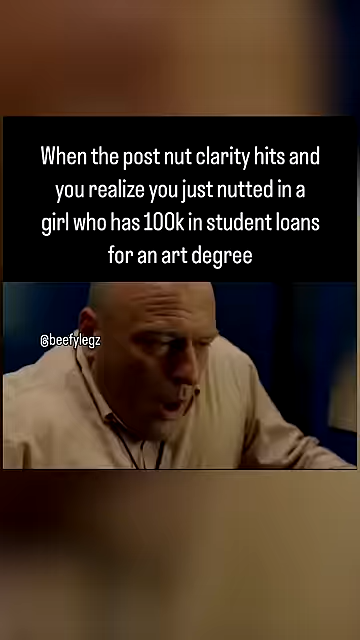 When the post nut clarity hits and
you realize you just nutted in a
girl who has 100k in student loans
for an art degree
@beefylegz